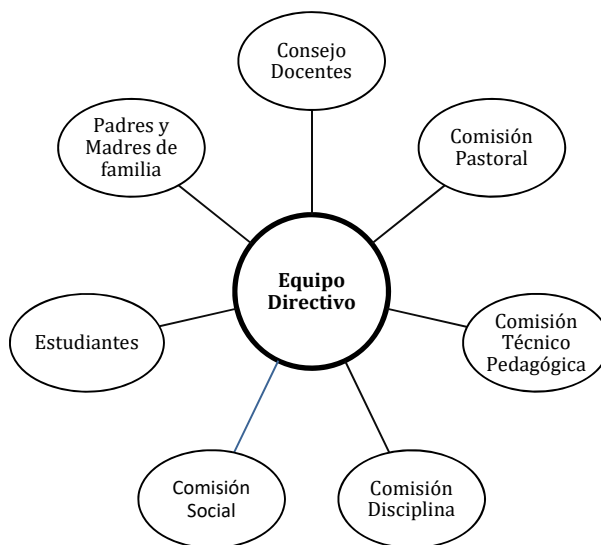 Consejo
Docentes
Padres y
Madres de
familia
Comisión
Pastoral
Equipo
Directivo
Estudiantes
Comisión
Técnico
Pedagógica
Comisión
Social
Comisión
Disciplina